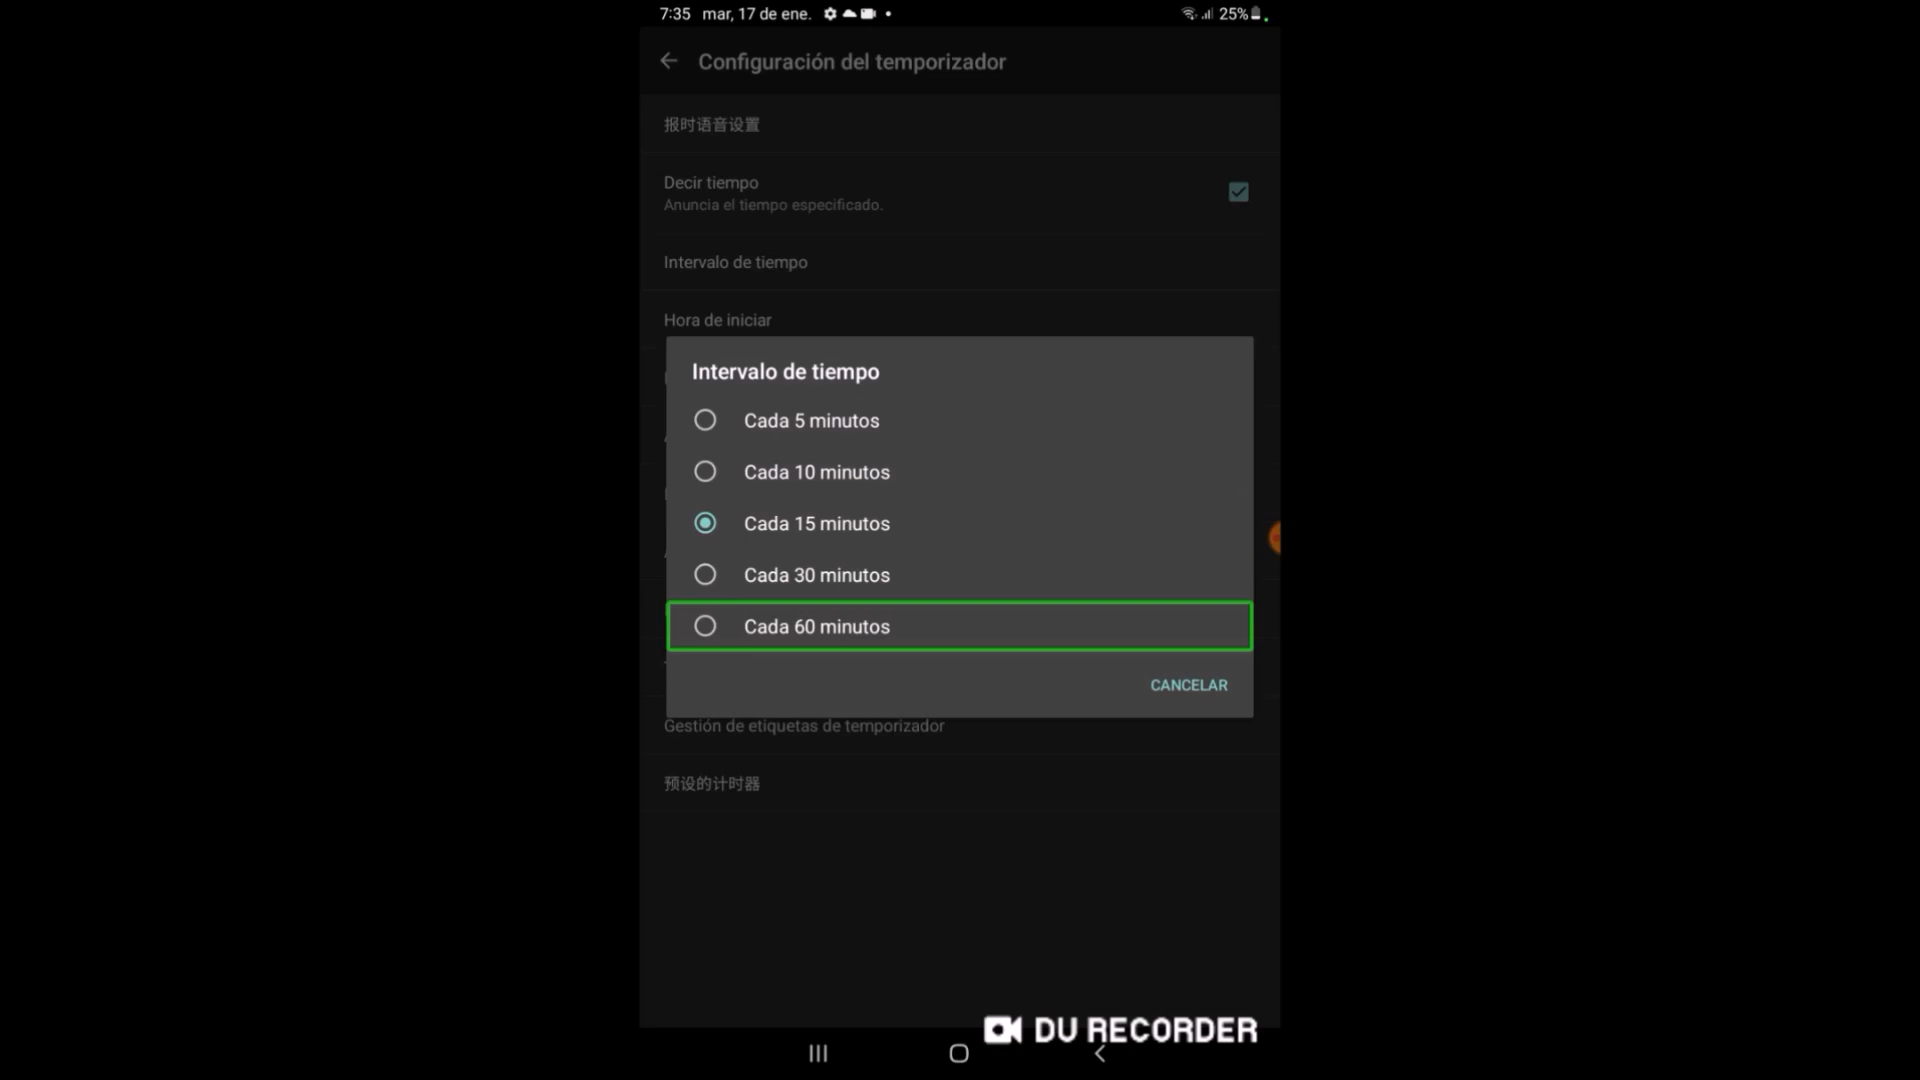 7:35 mar, 17 de ene. 25%
Configuración del temporizador
报时语音设置
Decir tiempo
Anuncia el tiempo especificado.
Intervalo de tiempo
Hora de iniciar
Intervalo de tiempo
Cada 5 minutos
Cada 10 minutos
Cada 15 minutos
Cada 30 minutos
Cada 60 minutos
CANCELAR
Gestión de etiquetas de temporizador
预设的计时器
DU RECORDER